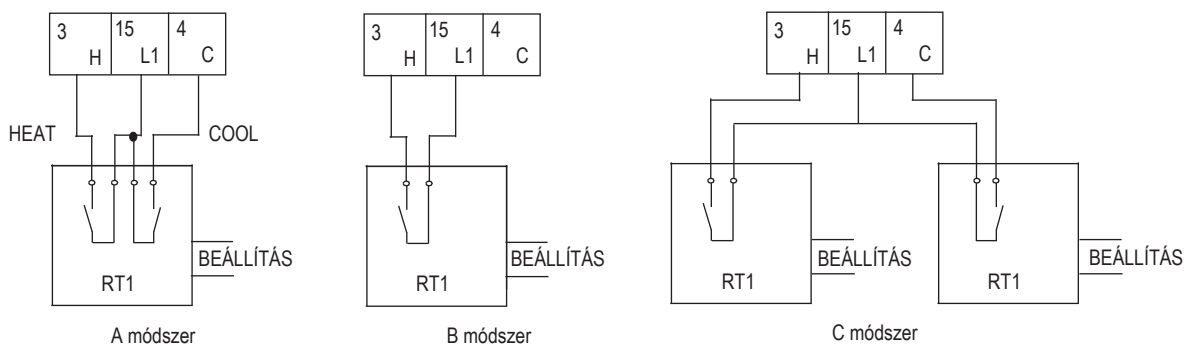 3 15 4
H L1 C
HEAT COOL
BEÁLLÍTÁS
RT1
A módszer
3 15 4
H L1 C
BEÁLLÍTÁS
RT1
B módszer
3 15 4
H L1 C
BEÁLLÍTÁS
RT1
BEÁLLÍTÁS
RT1
C módszer